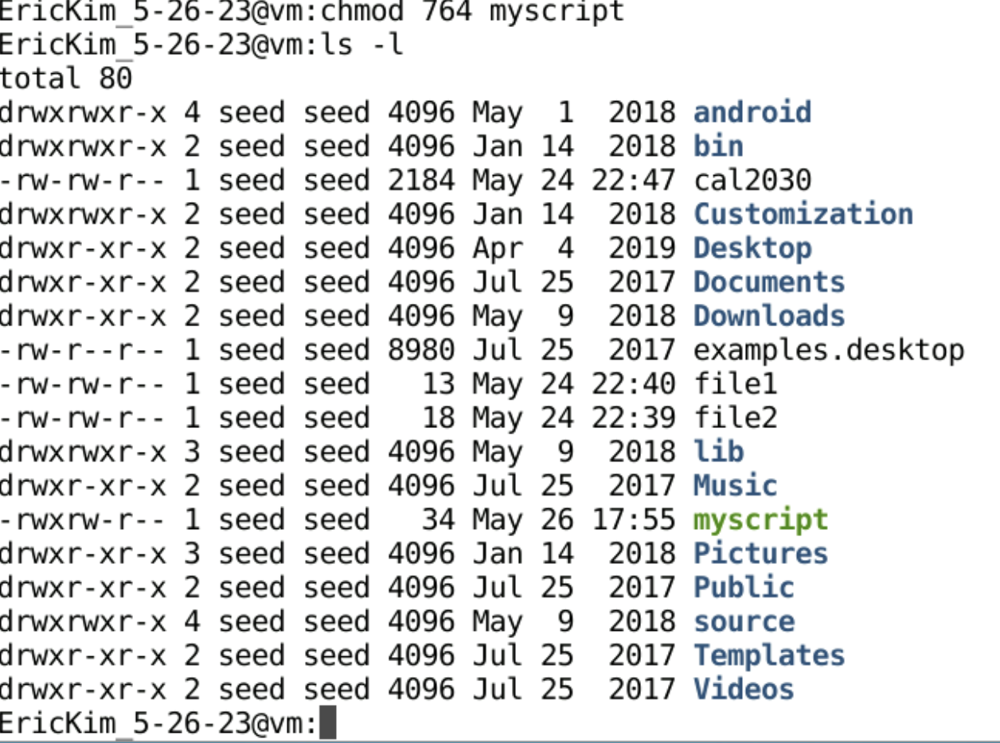 EricKim_5-26-23@vm:chmod 764 myscript
EricKim_5-26-23@vm:ls -l
total 80
drwxrwxr-x 4 seed seed 4096 May  1  2018 android
drwxrwxr-x 2 seed seed 4096 Jan 14  2018 bin
-rw-rw-r-- 1 seed seed 2184 May 24 22:47 cal2030
drwxrwxr-x 2 seed seed 4096 Jan 14  2018 Customization
drwxr-xr-x 2 seed seed 4096 Apr  4  2019 Desktop
drwxr-xr-x 2 seed seed 4096 Jul 25  2017 Documents
drwxr-xr-x 2 seed seed 4096 May  9  2018 Downloads
-rw-r--r-- 1 seed seed 8980 Jul 25  2017 examples.desktop
-rw-rw-r-- 1 seed seed   13 May 24 22:40 file1
-rw-rw-r-- 1 seed seed   18 May 24 22:39 file2
drwxrwxr-x 3 seed seed 4096 May  9  2018 lib
drwxr-xr-x 2 seed seed 4096 Jul 25  2017 Music
-rwxrw-r-- 1 seed seed   34 May 26 17:55 myscript
drwxr-xr-x 3 seed seed 4096 Jan 14  2018 Pictures
drwxr-xr-x 2 seed seed 4096 Jul 25  2017 Public
drwxrwxr-x 4 seed seed 4096 May  9  2018 source
drwxr-xr-x 2 seed seed 4096 Jul 25  2017 Templates
drwxr-xr-x 2 seed seed 4096 Jul 25  2017 Videos
EricKim_5-26-23@vm: